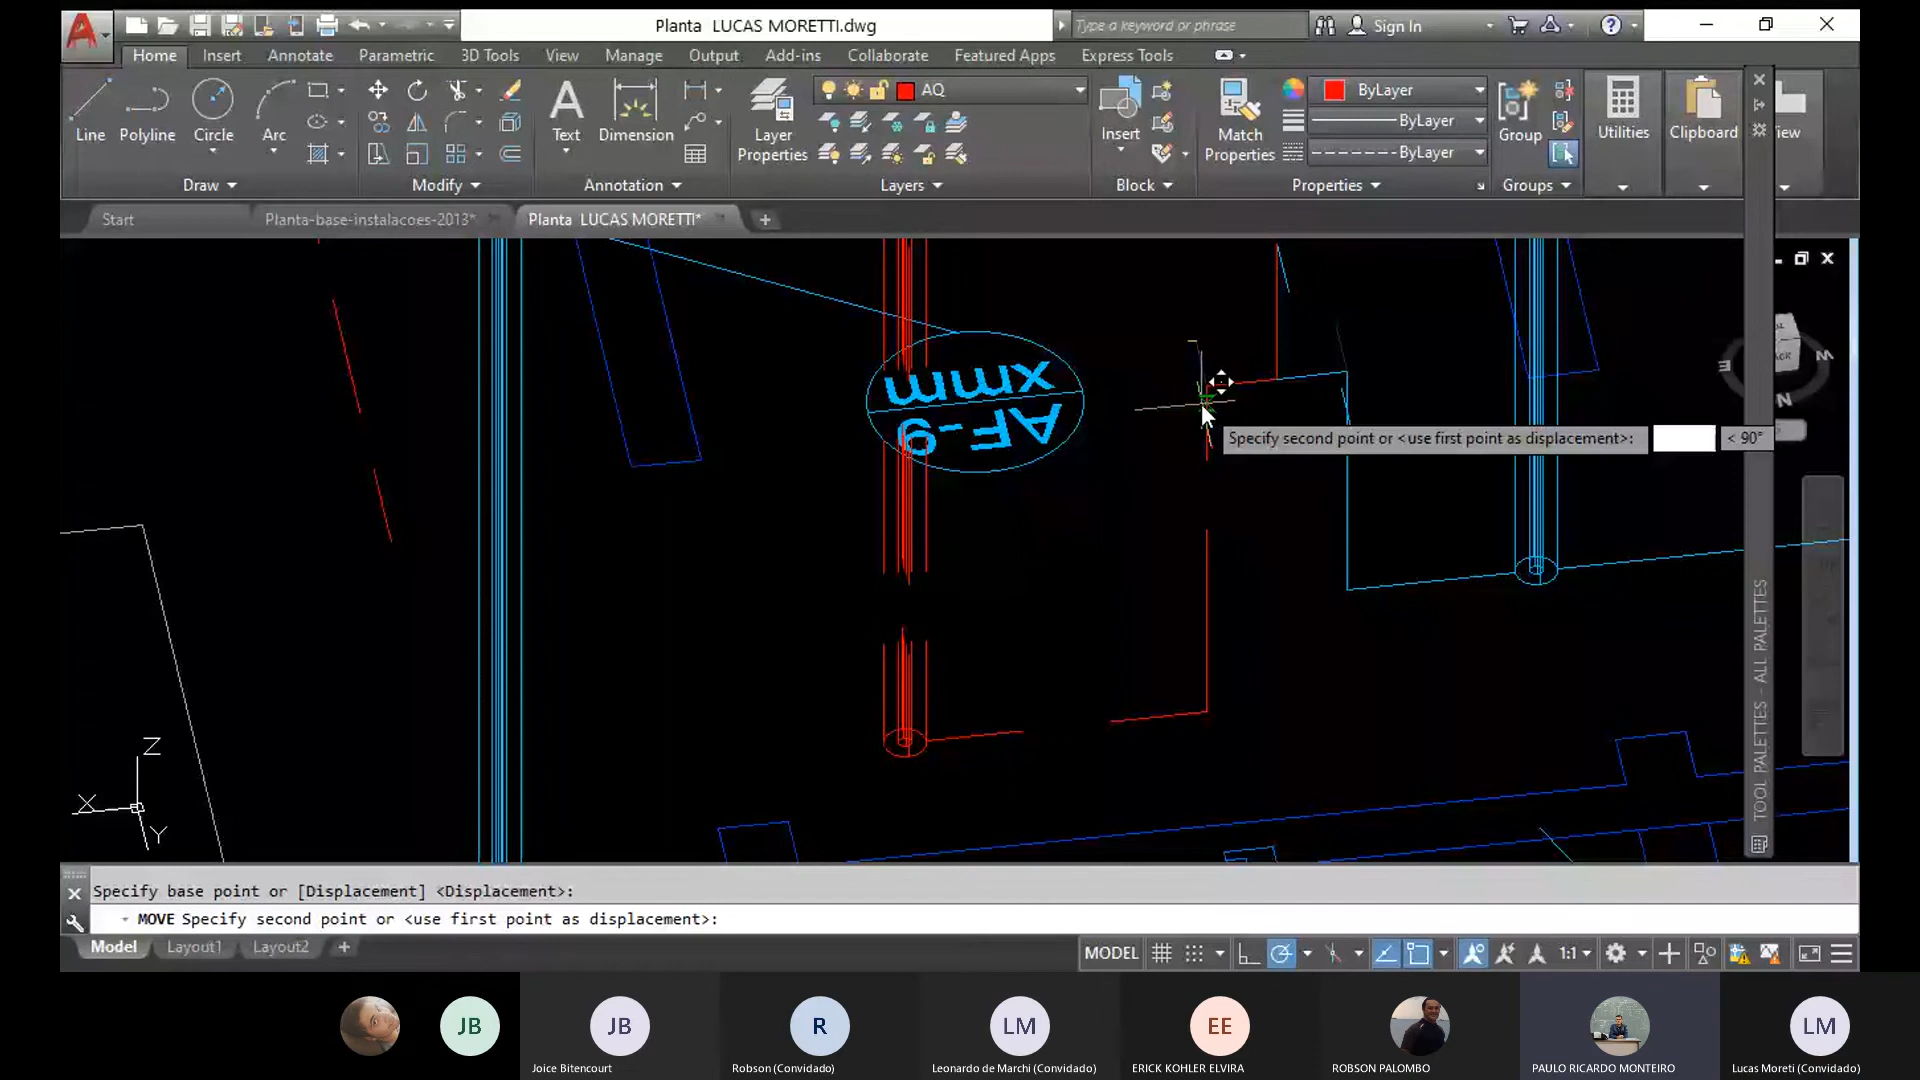 Planta LUCAS MORETTI.dwg
Type a keyword or phrase
Sign In
Home Insert Annotate Parametric 3D Tools View Manage Output Add-ins Collaborate Featured Apps Express Tools
AQ
ByLayer
Line Polyline Circle Arc
Text Dimension
Layer Properties
Insert
Match Properties
ByLayer
ByLayer
Group
Utilities
Clipboard
iew
Draw Modify Annotation Layers Block Properties Groups
Start
Planta-base-instalacoes-2013*
Planta LUCAS MORETTI*
xmm
AF-9
Specify second point or <use first point as displacement>:
< 90°
E
N
W
TOOL PALETTES - ALL PALETTES
Z
X
Y
Specify base point or [Displacement] <Displacement>:
MOVE Specify second point or <use first point as displacement>:
Model Layout1 Layout2
MODEL
1:1
JB
JB
R
LM
EE
LM
Joice Bitencourt
Robson (Convidado)
Leonardo de Marchi (Convidado)
ERICK KOHLER ELVIRA
ROBSON PALOMBO
PAULO RICARDO MONTEIRO
Lucas Moreti (Convidado)